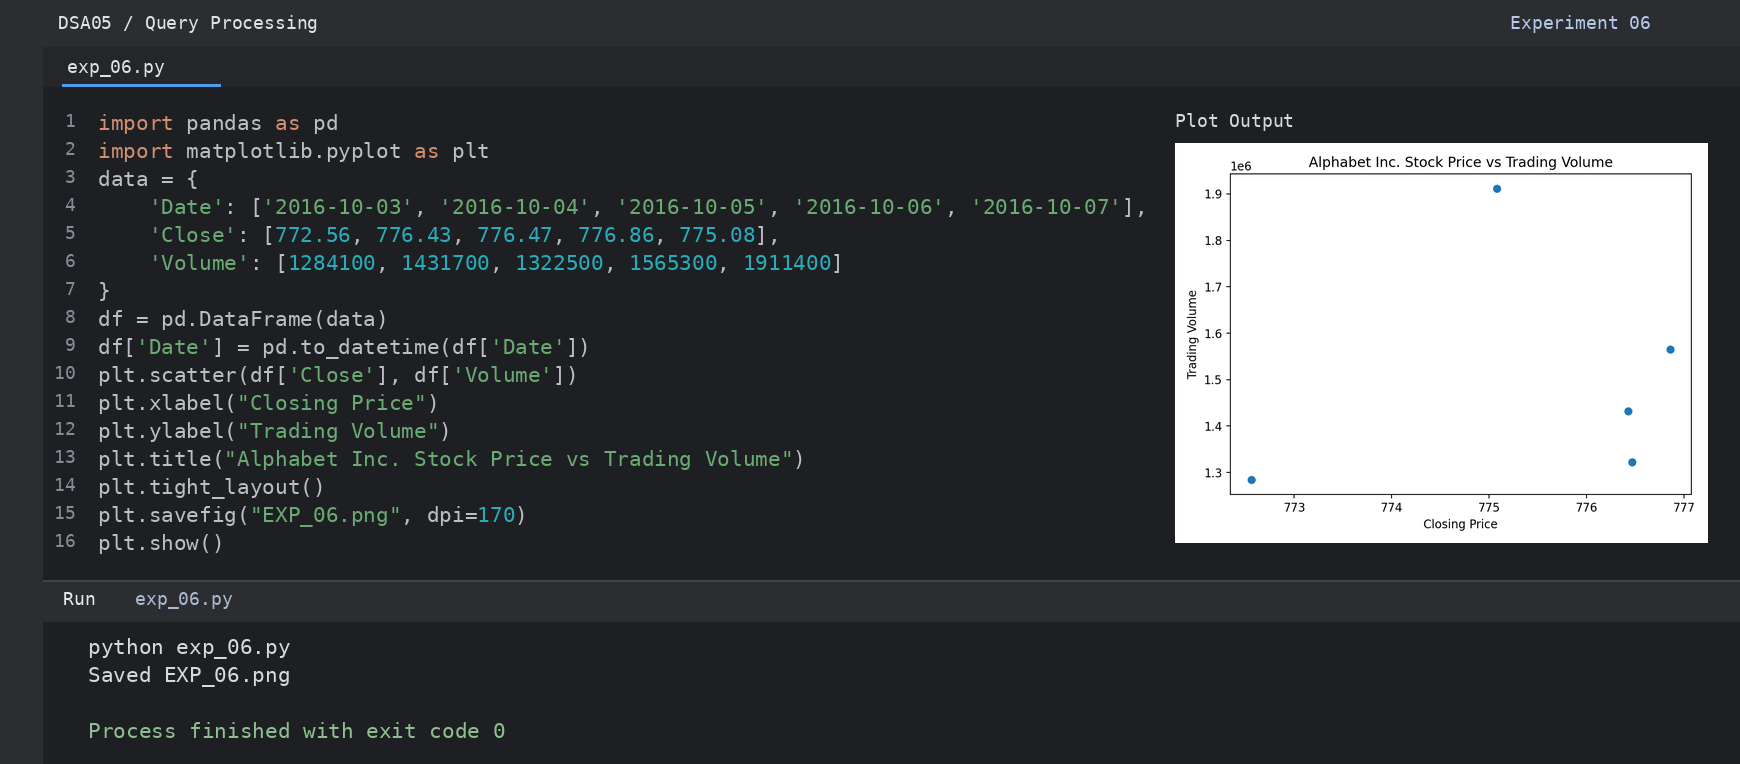 DSA05 / Query Processing
Experiment 06
exp_06.py
1 import pandas as pd
2 import matplotlib.pyplot as plt
3 data = {
4     'Date': ['2016-10-03', '2016-10-04', '2016-10-05', '2016-10-06', '2016-10-07'],
5     'Close': [772.56, 776.43, 776.47, 776.86, 775.08],
6     'Volume': [1284100, 1431700, 1322500, 1565300, 1911400]
7 }
8 df = pd.DataFrame(data)
9 df['Date'] = pd.to_datetime(df['Date'])
10 plt.scatter(df['Close'], df['Volume'])
11 plt.xlabel("Closing Price")
12 plt.ylabel("Trading Volume")
13 plt.title("Alphabet Inc. Stock Price vs Trading Volume")
14 plt.tight_layout()
15 plt.savefig("EXP_06.png", dpi=170)
16 plt.show()
Plot Output
Alphabet Inc. Stock Price vs Trading Volume
1e6
1.9
1.8
1.7
1.6
1.5
1.4
1.3
Trading Volume
773 774 775 776 777
Closing Price
Run exp_06.py
python exp_06.py
Saved EXP_06.png
Process finished with exit code 0